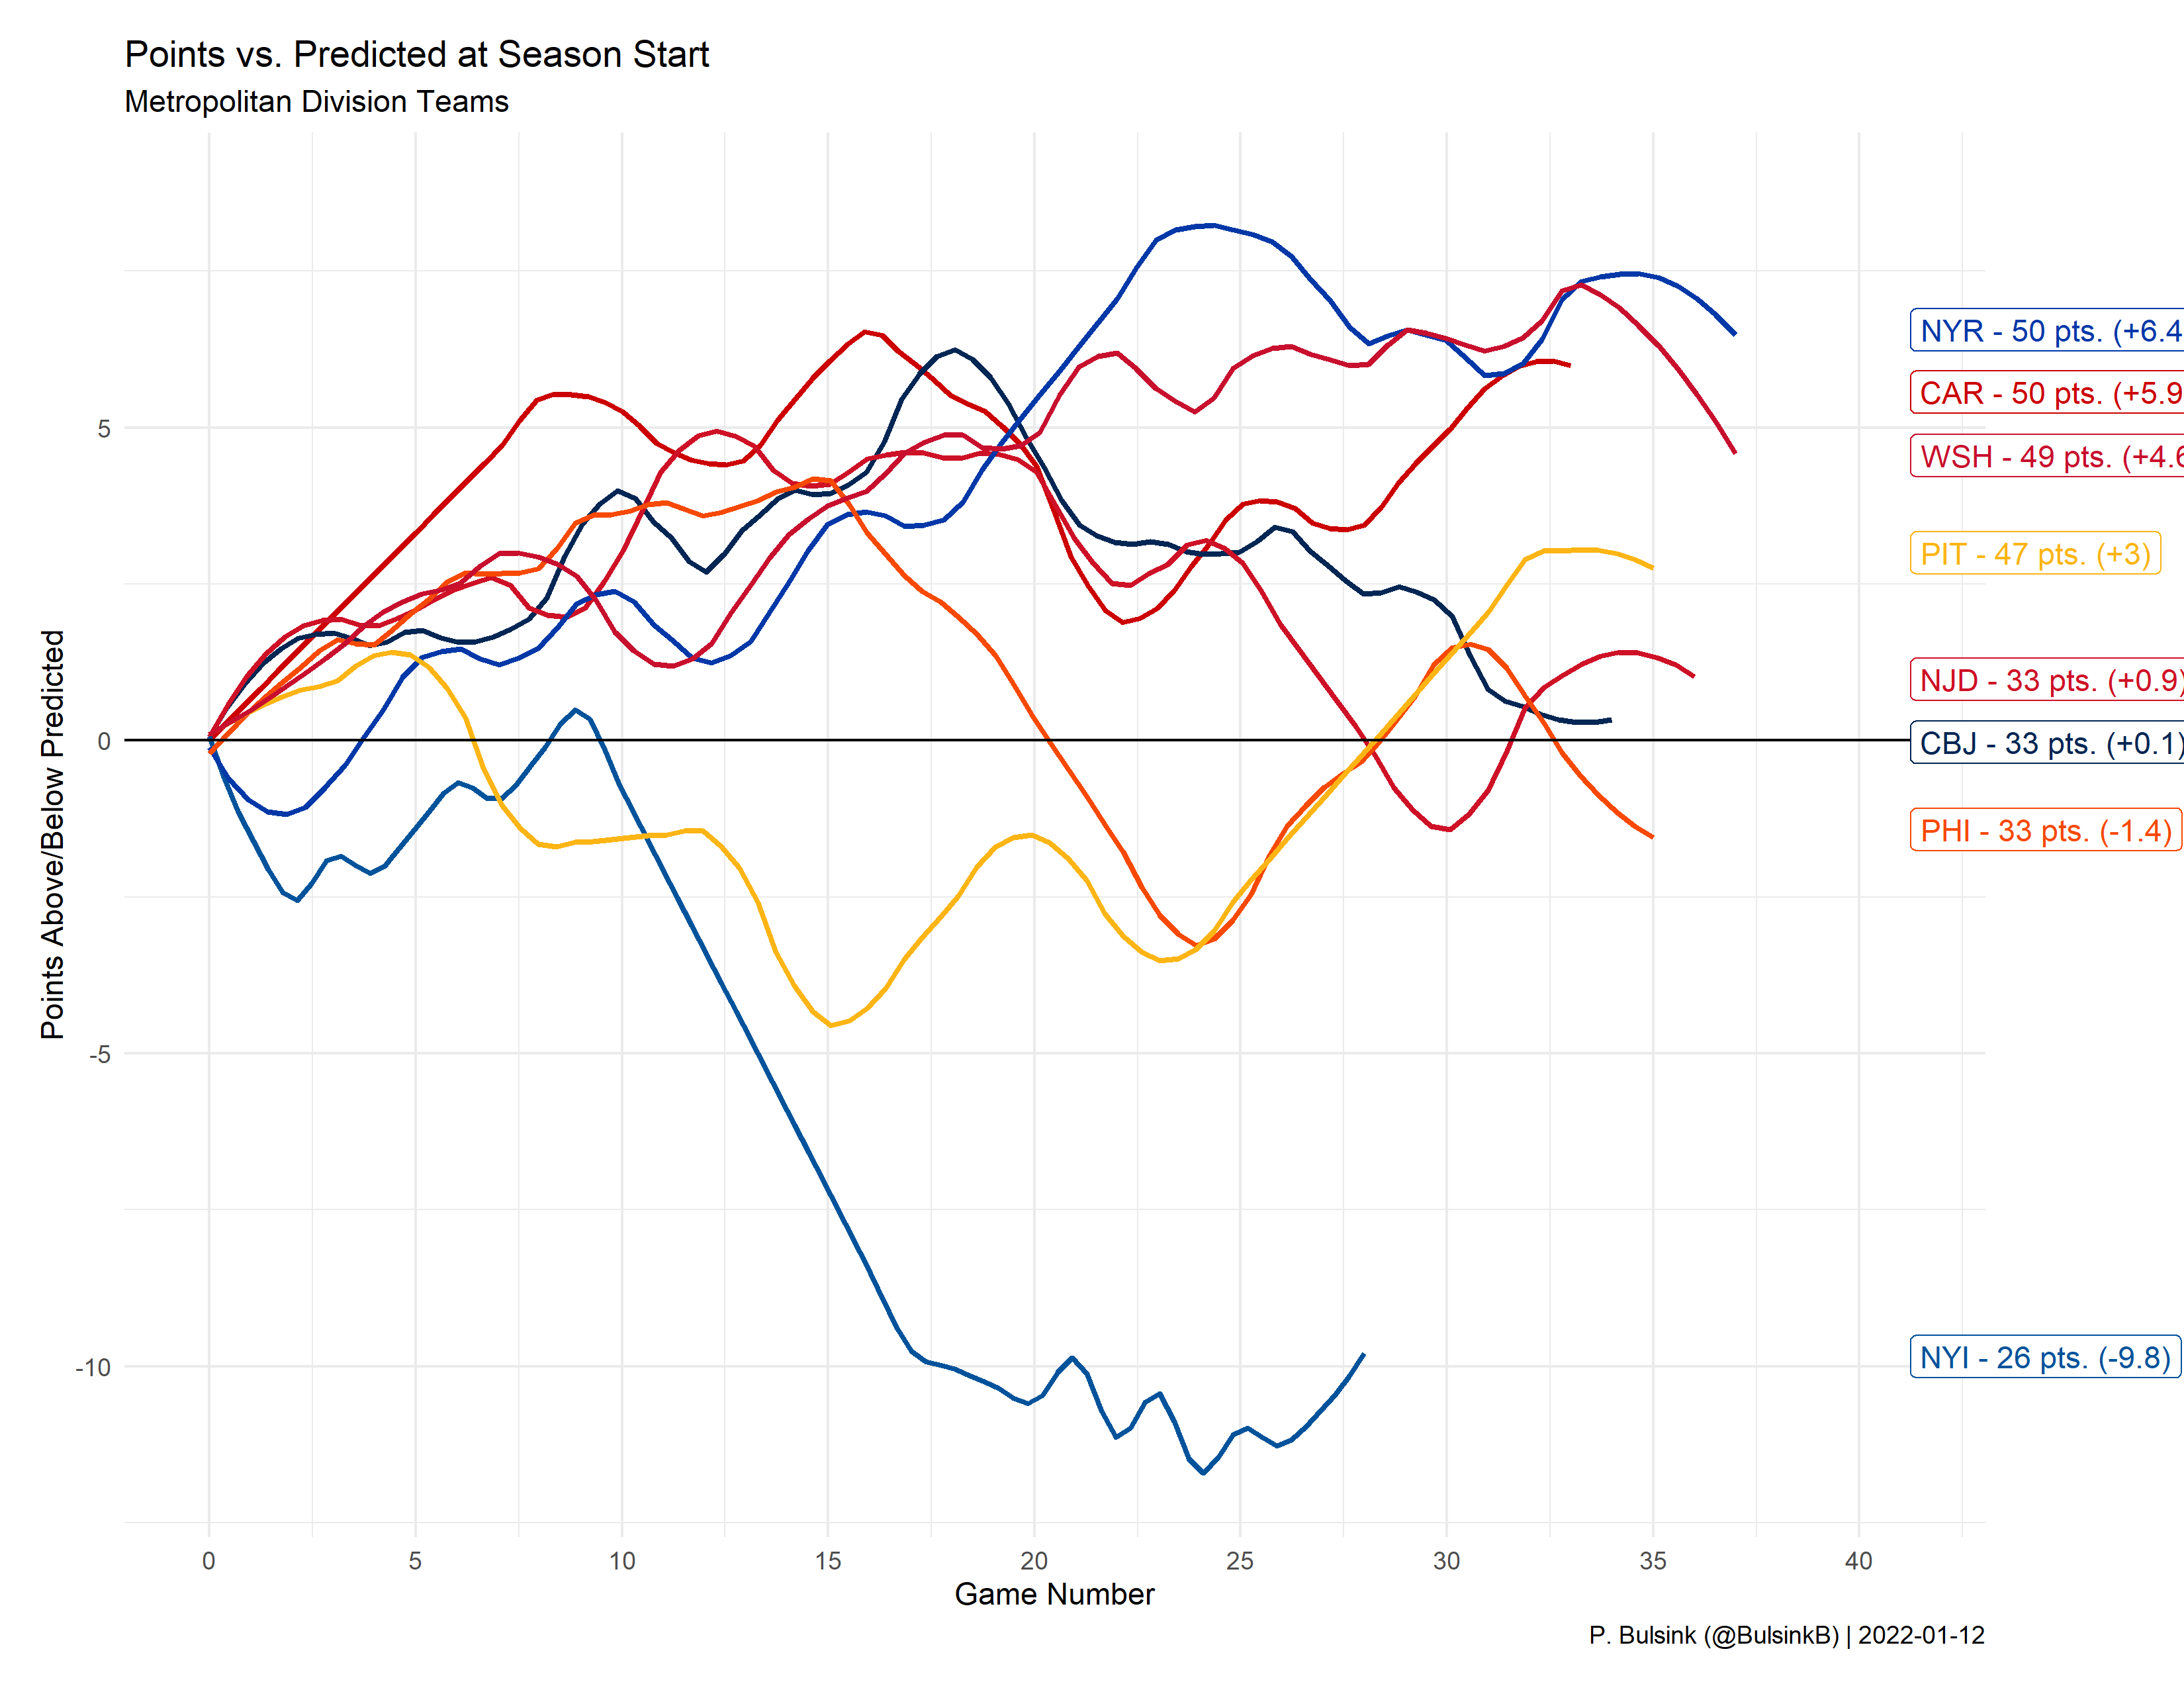 Points vs. Predicted at Season Start
Metropolitan Division Teams
Points Above/Below Predicted
5
0
-5
-10
NYR - 50 pts. (+6.4
CAR - 50 pts. (+5.9
WSH - 49 pts. (+4.6
PIT - 47 pts. (+3)
NJD - 33 pts. (+0.9)
CBJ - 33 pts. (+0.1)
PHI - 33 pts. (-1.4)
NYI - 26 pts. (-9.8)
0 5 10 15 20 25 30 35 40
Game Number
P. Bulsink (@BulsinkB) | 2022-01-12